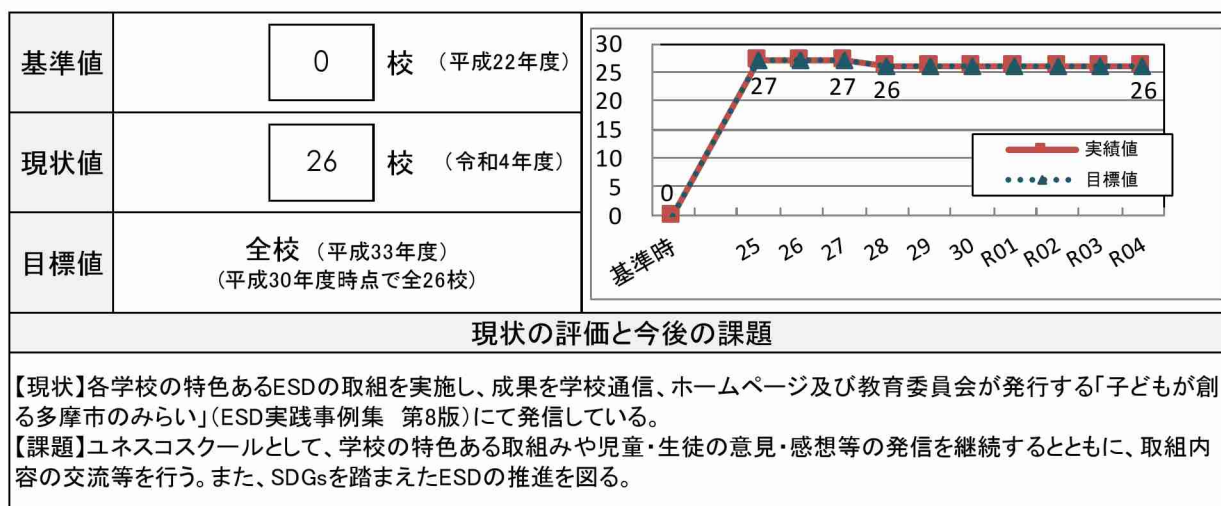 基準値
0 校 (平成22年度)
現状値
26 校 (令和4年度)
目標値
全校 (平成33年度)
(平成30年度時点で全26校)
30
25
20
15
10
5
0
0
27
27
26
26
実績値
目標値
基準時 25 26 27 28 29 30 R01 R02 R03 R04
現状の評価と今後の課題
【現状】各学校の特色あるESDの取組を実施し、成果を学校通信、ホームページ及び教育委員会が発行する「子どもが創
る多摩市のみらい」(ESD実践事例集　第8版)にて発信している。
【課題】ユネスコスクールとして、学校の特色ある取組みや児童・生徒の意見・感想等の発信を継続するとともに、取組内
容の交流等を行う。また、SDGsを踏まえたESDの推進を図る。